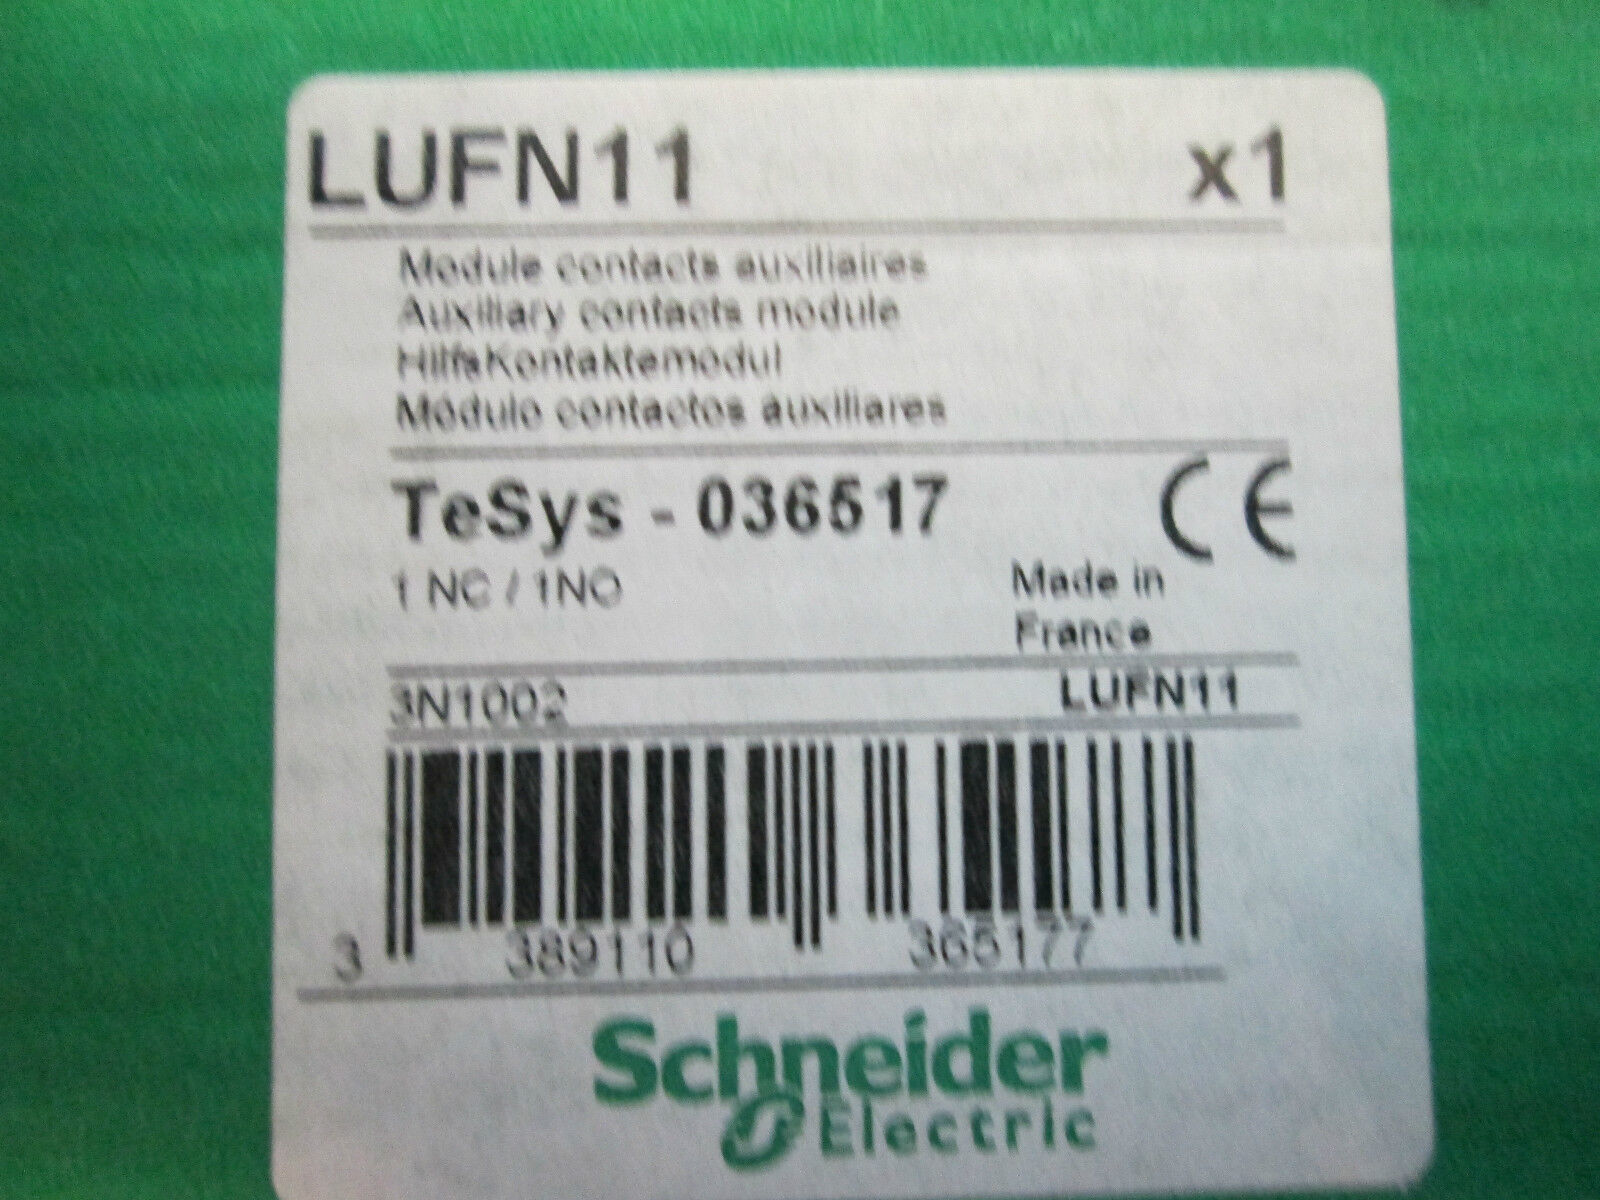 LUFN11 x1
Module contacts auxiliaires
Auxiliary contacts module
HilfsKontaktemodul
Módulo contactos auxiliares
TeSys - 036517 CE
1 NC / 1NO Made in
France
3N1002 LUFN11
3 389110 365177
Schneider
Electric